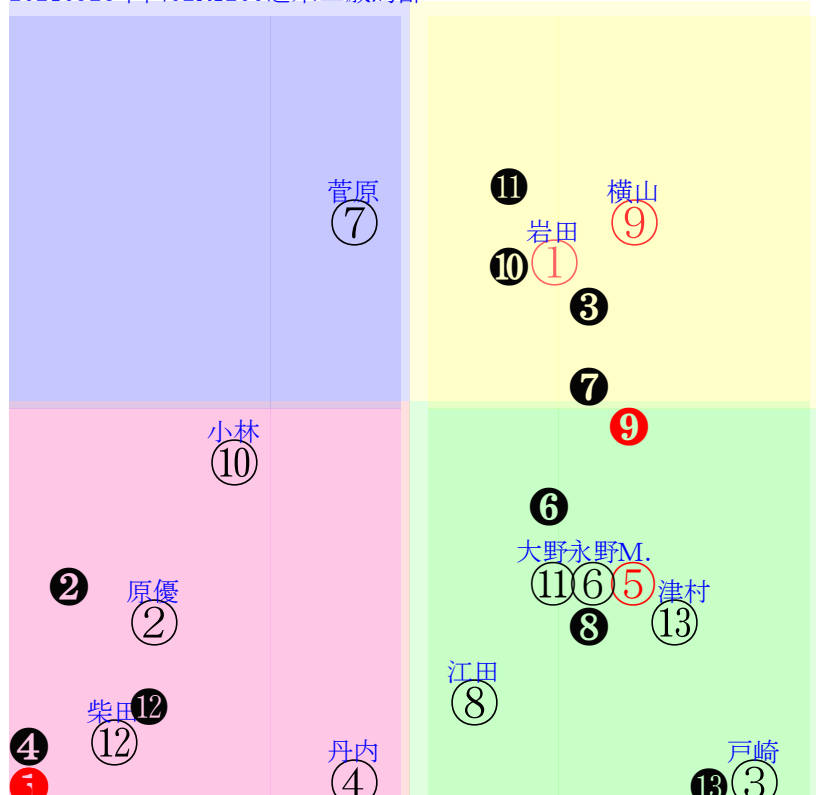 菅原
⑦
⓫
横山
⑨
岩田
①
❿
❸
❼
❾
小林
⑩
❻
大野永野M.
⑪⑥⑤
津村
⑬
❷
原優
②
❽
江田
⑧
柴田
⓬
⑫
❹
丹内
④
戸崎
⓭
③